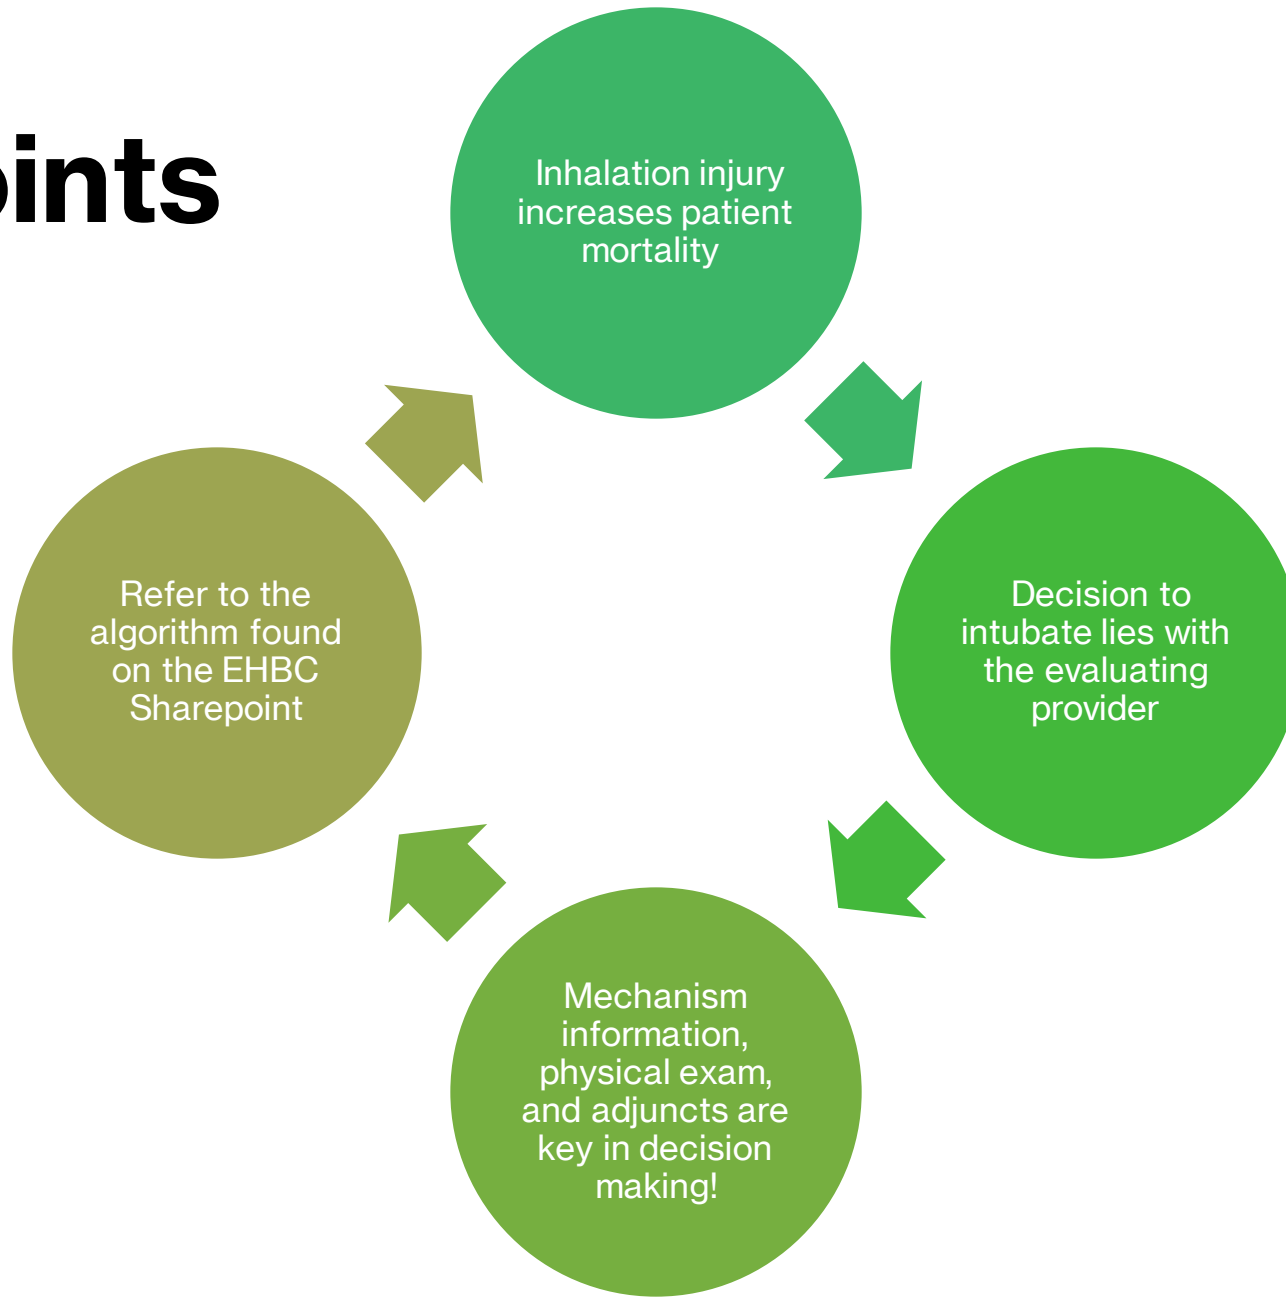 ints
Inhalation injury
increases patient
mortality
Decision to
intubate lies with
the evaluating
provider
Mechanism
information,
physical exam,
and adjuncts are
key in decision
making!
Refer to the
algorithm found
on the EHBC
Sharepoint